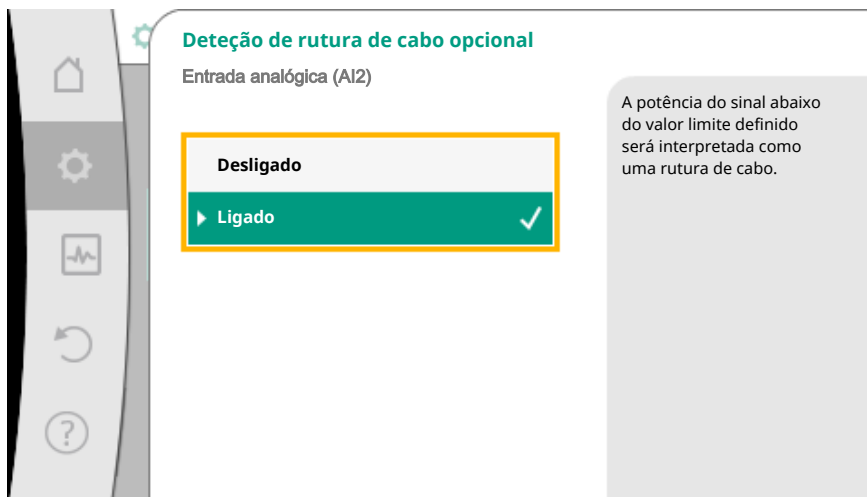 Deteção de rutura de cabo opcional
Entrada analógica (AI2)
Desligado
Ligado
A potência do sinal abaixo
do valor limite definido
será interpretada como
uma rutura de cabo.